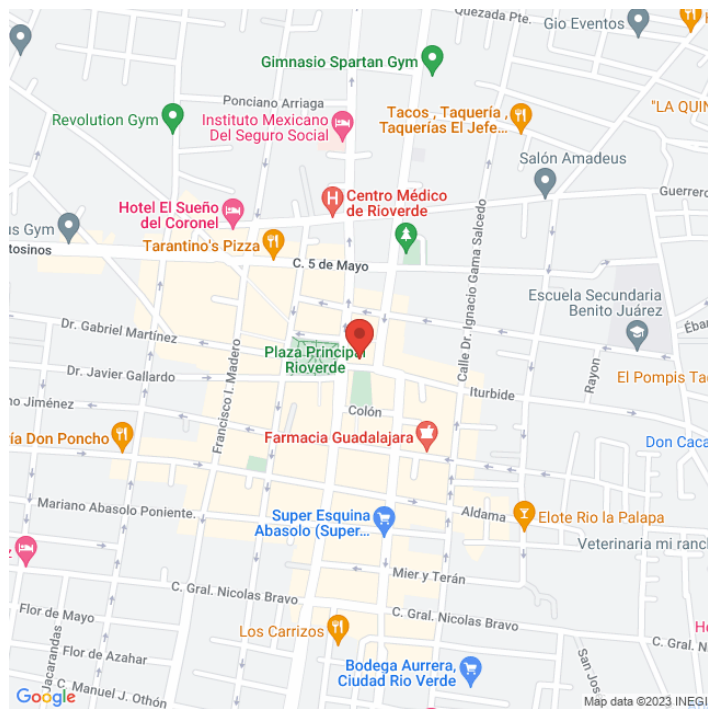 Quezada Pte.
Gio Eventos
Gimnasio Spartan Gym
Ponciano Arriaga
Revolution Gym
Instituto Mexicano
Del Seguro Social
Tacos , Taquería ,
Taquerías El Jefe...
"LA QUIN
Salón Amadeus
Guerrero
Centro Médico
de Rioverde
Hotel El Sueño
del Coronel
us Gym
tosinos
Tarantino's Pizza
C. 5 de Mayo
Calle Dr. Ignacio Gama Salcedo
Escuela Secundaria
Benito Juárez
Dr. Gabriel Martínez
Plaza Principal
Rioverde
Francisco I. Madero
Dr. Javier Gallardo
Iturbide
Rayon
El Pompis Tac
no Jiménez
Colón
ría Don Poncho
Farmacia Guadalajara
Don Caca
Mariano Abasolo Poniente.
Super Esquina
Abasolo (Super...
Aldama
Elote Rio la Palapa
Veterinaria mi ranch
Mier y Terán
C. Gral. Nicolas Bravo
C. Gral. Nicolas Bravo
Flor de Mayo
Los Carrizos
C. Gral. Ni
Flor de Azahar
Jacarandas
San Jos
Bodega Aurrera,
Ciudad Rio Verde
C. Manuel J. Othón
Google
Map data ©2023 INEGI